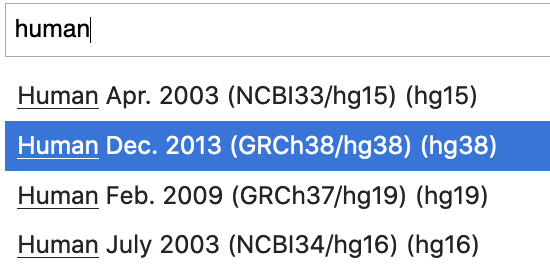 human
Human Apr. 2003 (NCBI33/hg15) (hg15)
Human Dec. 2013 (GRCh38/hg38) (hg38)
Human Feb. 2009 (GRCh37/hg19) (hg19)
Human July 2003 (NCBI34/hg16) (hg16)